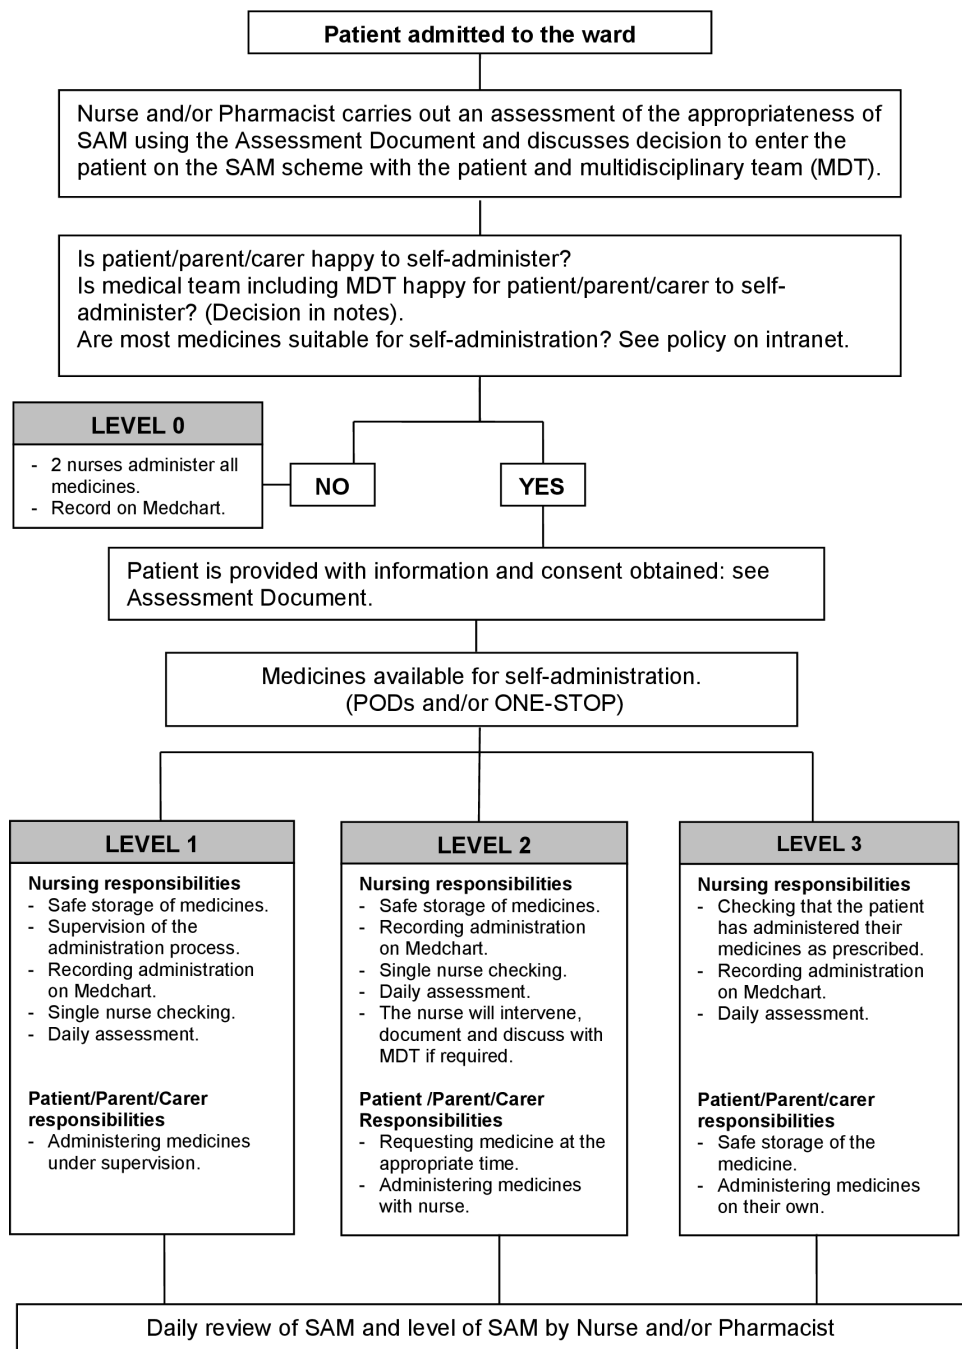 Patient admitted to the ward
Nurse and/or Pharmacist carries out an assessment of the appropriateness of
SAM using the Assessment Document and discusses decision to enter the
patient on the SAM scheme with the patient and multidisciplinary team (MDT).
Is patient/parent/carer happy to self-administer?
Is medical team including MDT happy for patient/parent/carer to self-
administer? (Decision in notes).
Are most medicines suitable for self-administration? See policy on intranet.
LEVEL 0
- 2 nurses administer all
medicines.
- Record on Medchart.
NO
YES
Patient is provided with information and consent obtained: see
Assessment Document.
Medicines available for self-administration.
(PODs and/or ONE-STOP)
LEVEL 1
Nursing responsibilities
- Safe storage of medicines.
- Supervision of the
administration process.
- Recording administration
on Medchart.
- Single nurse checking.
- Daily assessment.
Patient/Parent/Carer
responsibilities
- Administering medicines
under supervision.
LEVEL 2
Nursing responsibilities
- Safe storage of medicines.
- Recording administration
on Medchart.
- Single nurse checking.
- Daily assessment.
- The nurse will intervene,
document and discuss with
MDT if required.
Patient /Parent/Carer
Responsibilities
- Requesting medicine at the
appropriate time.
- Administering medicines
with nurse.
LEVEL 3
Nursing responsibilities
- Checking that the patient
has administered their
medicines as prescribed.
- Recording administration
on Medchart.
- Daily assessment.
Patient/Parent/carer
responsibilities
- Safe storage of the
medicine.
- Administering medicines
on their own.
Daily review of SAM and level of SAM by Nurse and/or Pharmacist